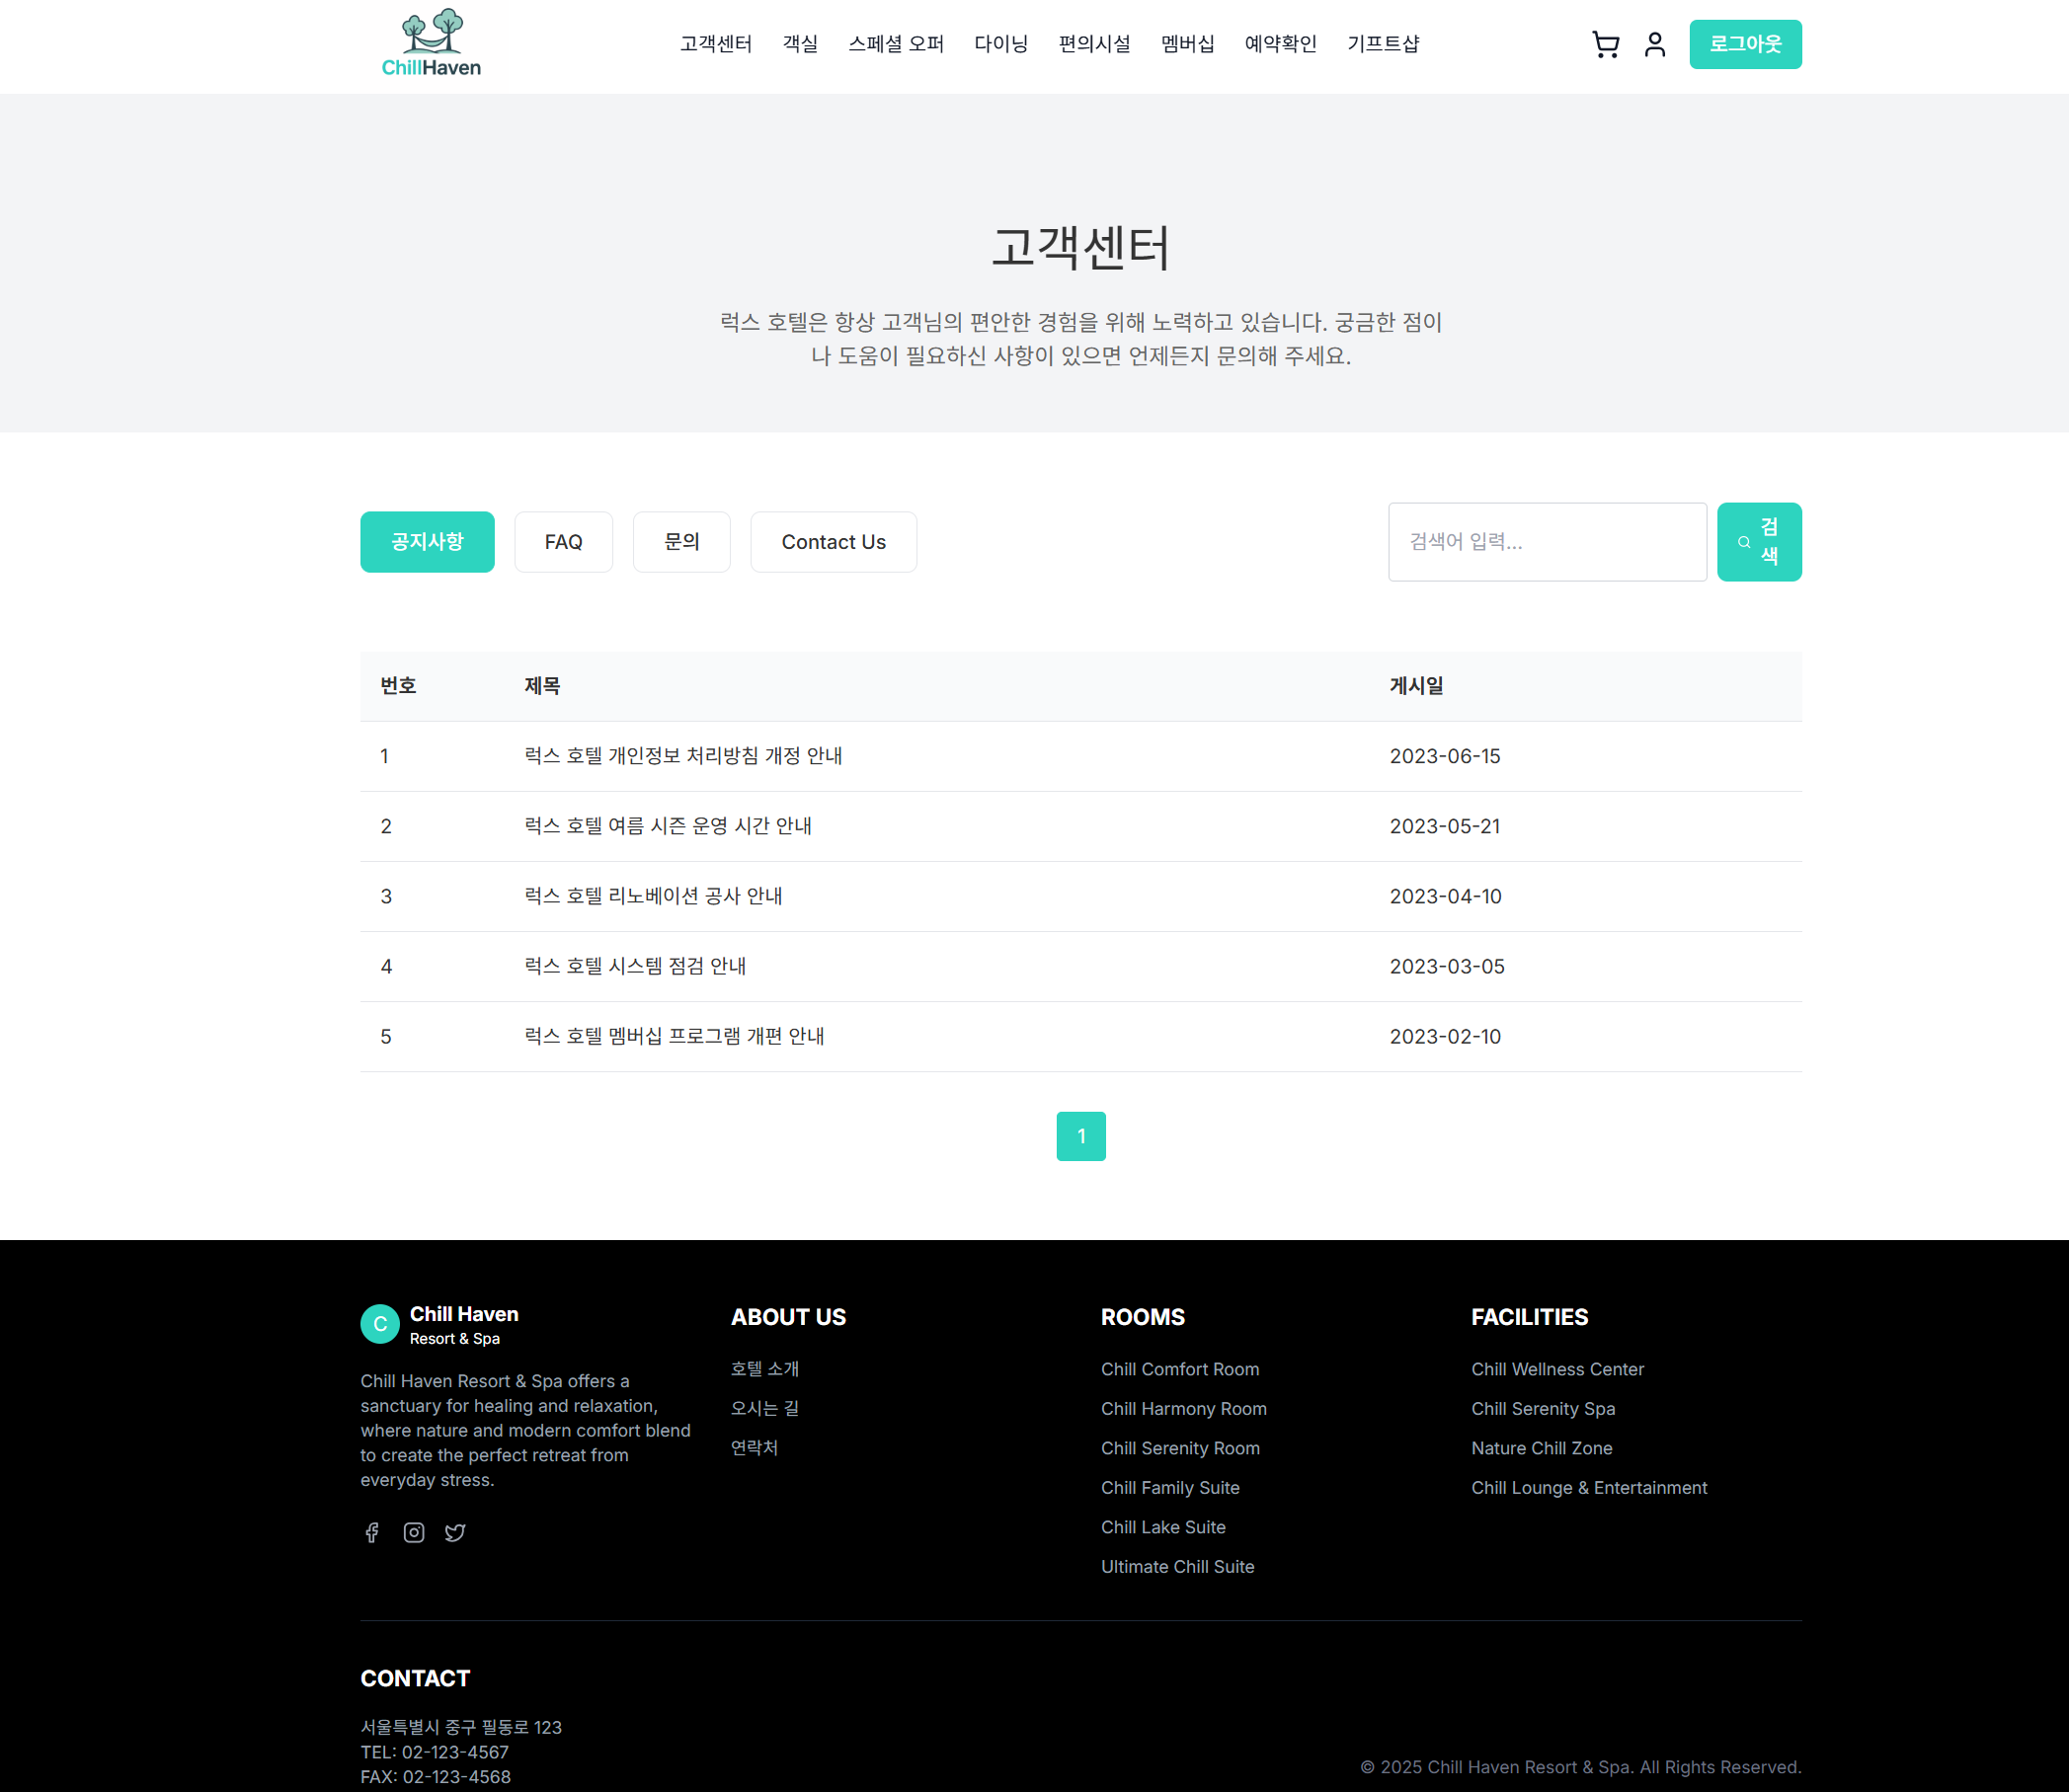 ChillHaven
고객센터 객실 스페셜 오퍼 다이닝 편의시설 멤버십 예약확인 기프트샵
로그아웃
고객센터
럭스 호텔은 항상 고객님의 편안한 경험을 위해 노력하고 있습니다. 궁금한 점이
나 도움이 필요하신 사항이 있으면 언제든지 문의해 주세요.
공지사항 FAQ 문의 Contact Us
검색어 입력...
검
색
번호 제목 게시일
1 럭스 호텔 개인정보 처리방침 개정 안내 2023-06-15
2 럭스 호텔 여름 시즌 운영 시간 안내 2023-05-21
3 럭스 호텔 리노베이션 공사 안내 2023-04-10
4 럭스 호텔 시스템 점검 안내 2023-03-05
5 럭스 호텔 멤버십 프로그램 개편 안내 2023-02-10
1
C
Chill Haven
Resort & Spa
Chill Haven Resort & Spa offers a
sanctuary for healing and relaxation,
where nature and modern comfort blend
to create the perfect retreat from
everyday stress.
ABOUT US
호텔 소개
오시는 길
연락처
ROOMS
Chill Comfort Room
Chill Harmony Room
Chill Serenity Room
Chill Family Suite
Chill Lake Suite
Ultimate Chill Suite
FACILITIES
Chill Wellness Center
Chill Serenity Spa
Nature Chill Zone
Chill Lounge & Entertainment
CONTACT
서울특별시 중구 필동로 123
TEL: 02-123-4567
FAX: 02-123-4568
© 2025 Chill Haven Resort & Spa. All Rights Reserved.